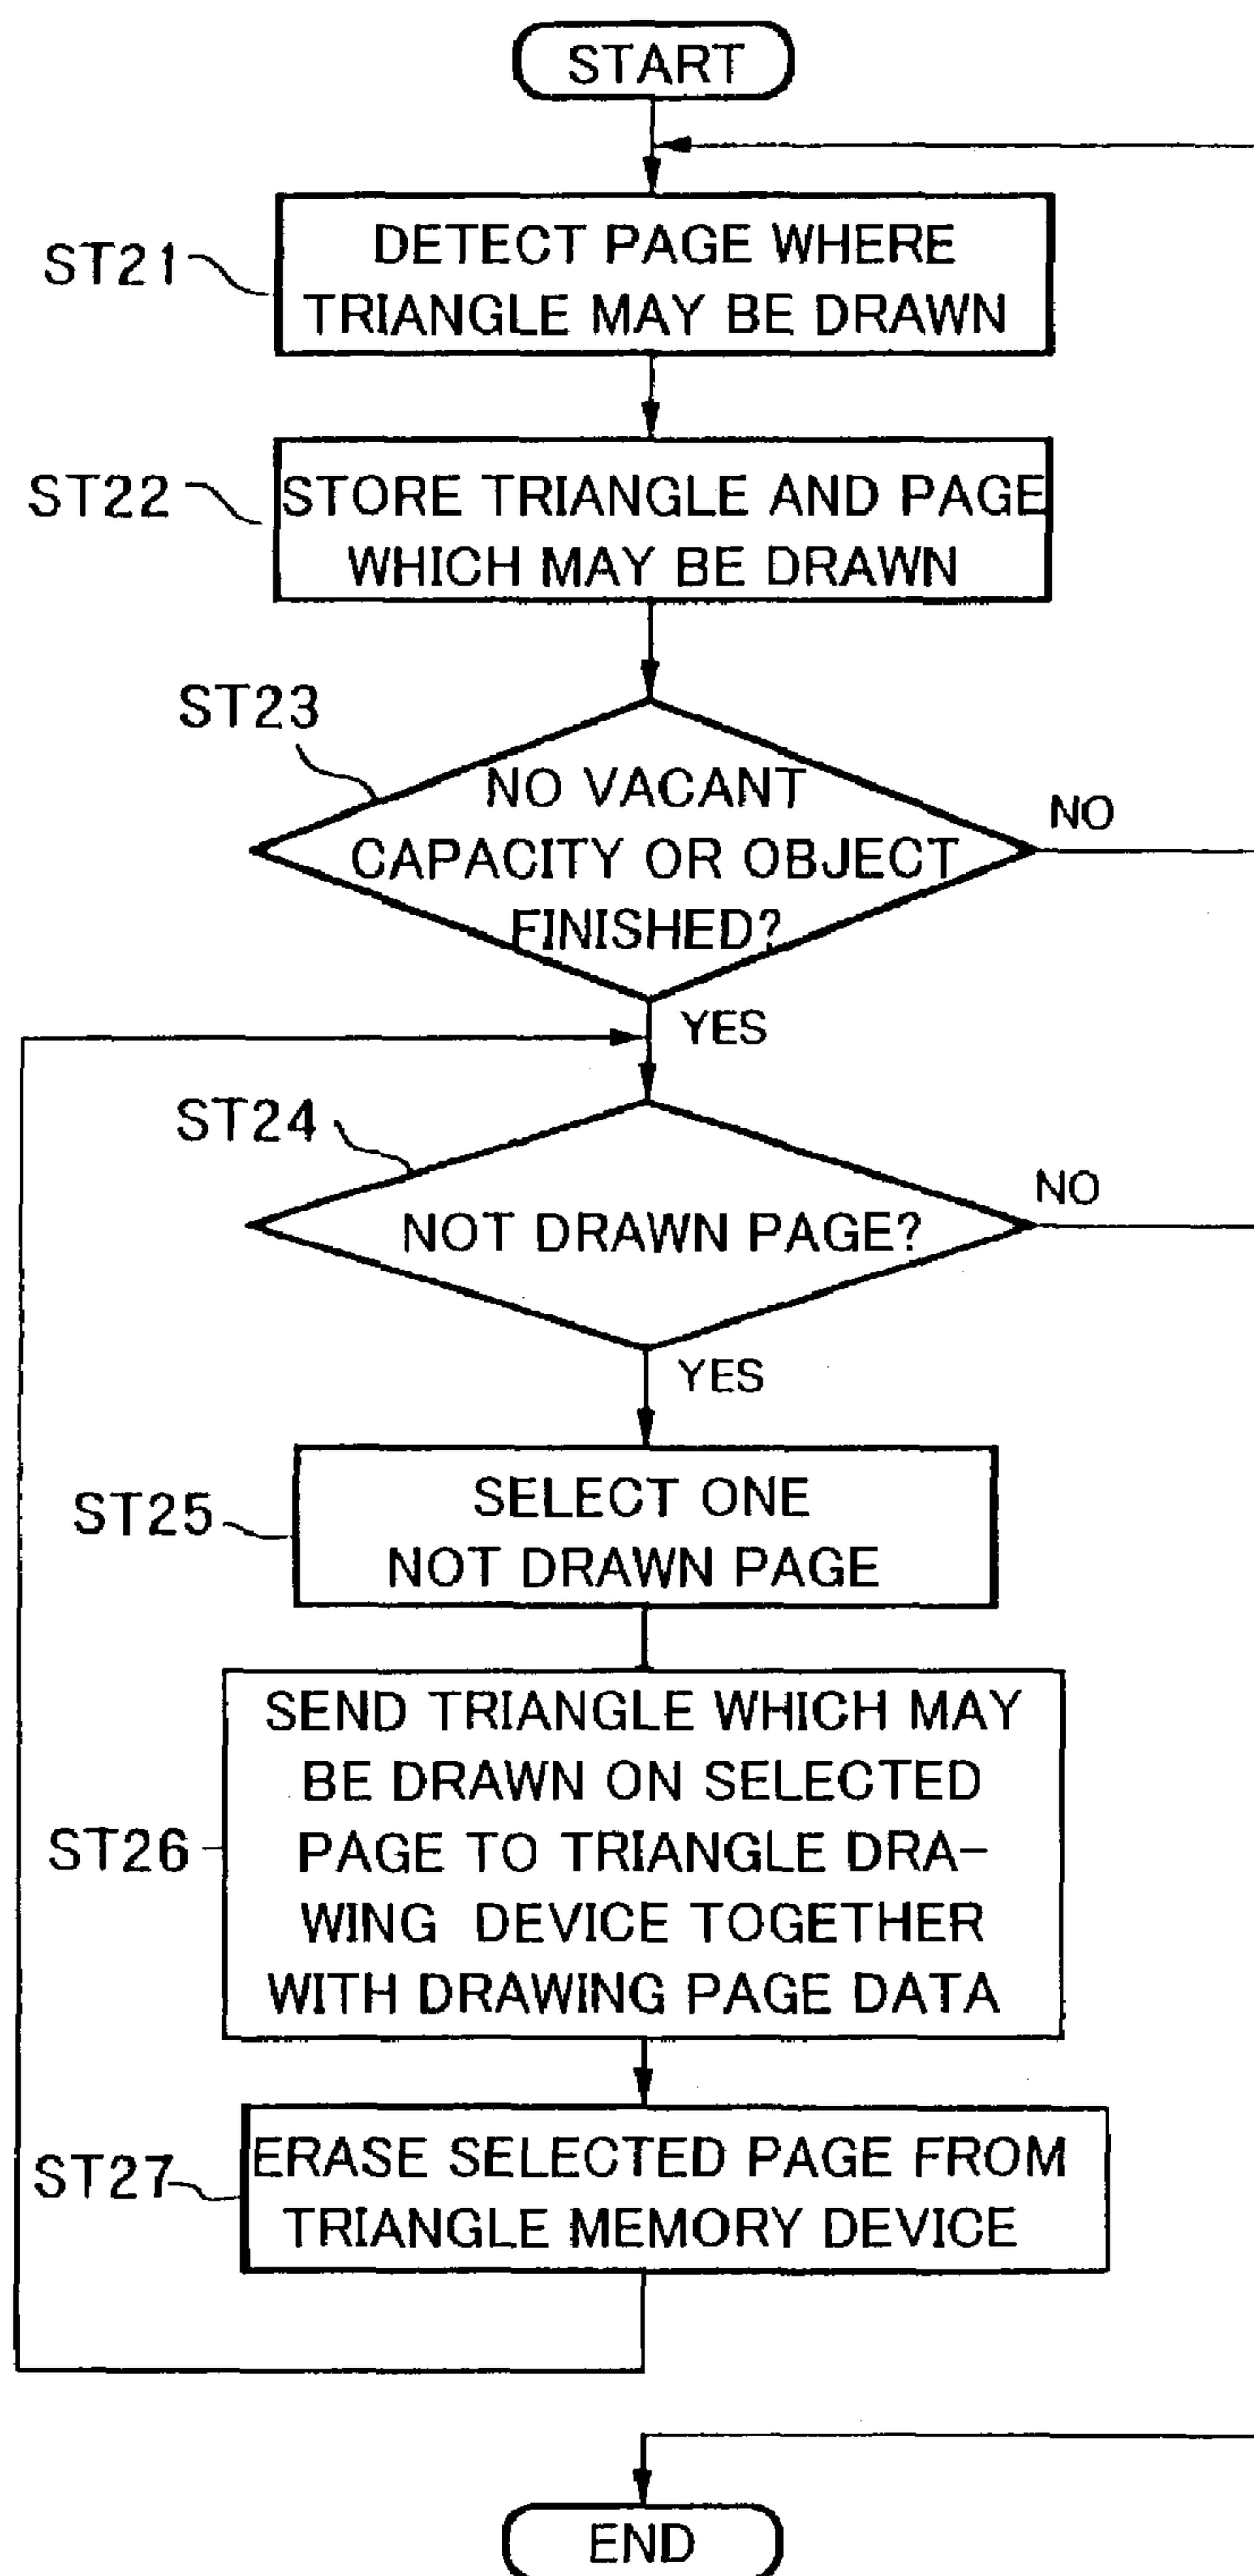 START
ST21
DETECT PAGE WHERE
TRIANGLE MAY BE DRAWN
ST22
STORE TRIANGLE AND PAGE
WHICH MAY BE DRAWN
ST23
NO VACANT
CAPACITY OR OBJECT
FINISHED?
NO
YES
ST24
NOT DRAWN PAGE?
NO
YES
ST25
SELECT ONE
NOT DRAWN PAGE
ST26
SEND TRIANGLE WHICH MAY
BE DRAWN ON SELECTED
PAGE TO TRIANGLE DRA-
WING DEVICE TOGETHER
WITH DRAWING PAGE DATA
ST27
ERASE SELECTED PAGE FROM
TRIANGLE MEMORY DEVICE
END